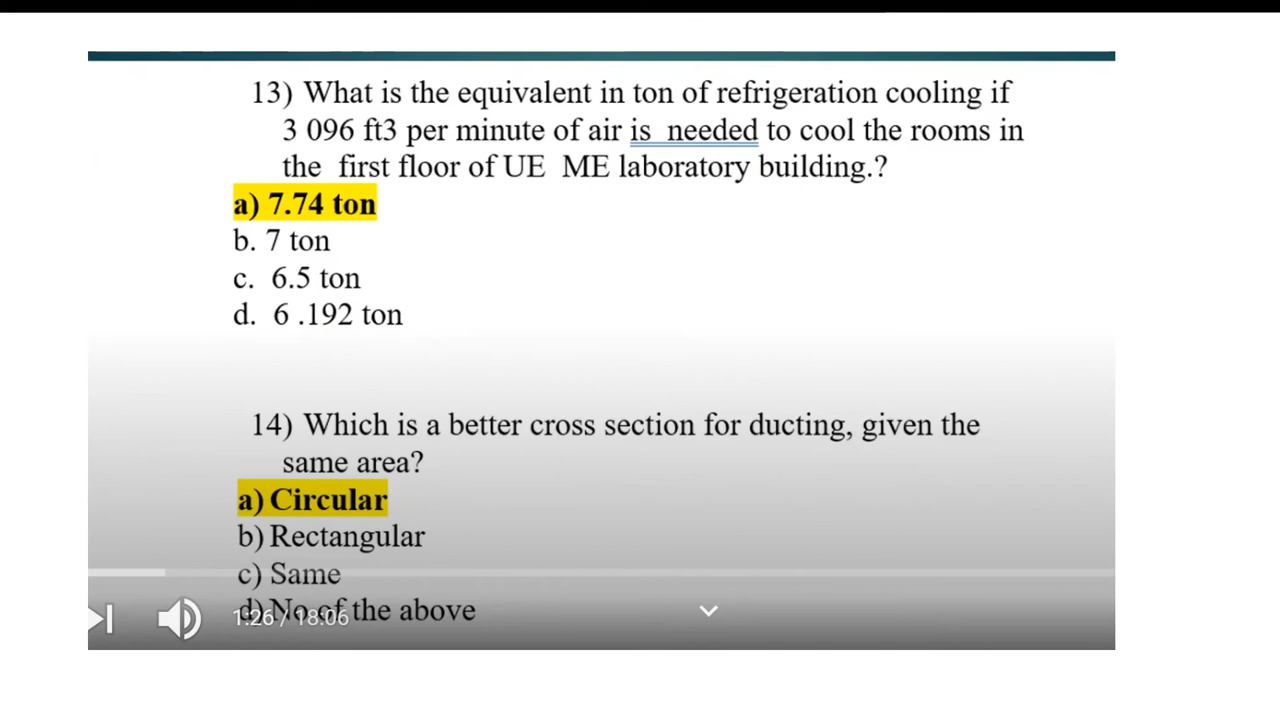 13) What is the equivalent in ton of refrigeration cooling if
3 096 ft3 per minute of air is needed to cool the rooms in
the first floor of UE ME laboratory building.?
a) 7.74 ton
b. 7 ton
c. 6.5 ton
d. 6 .192 ton
14) Which is a better cross section for ducting, given the
same area?
a) Circular
b) Rectangular
c) Same
d) No of the above
1:26 / 18:06